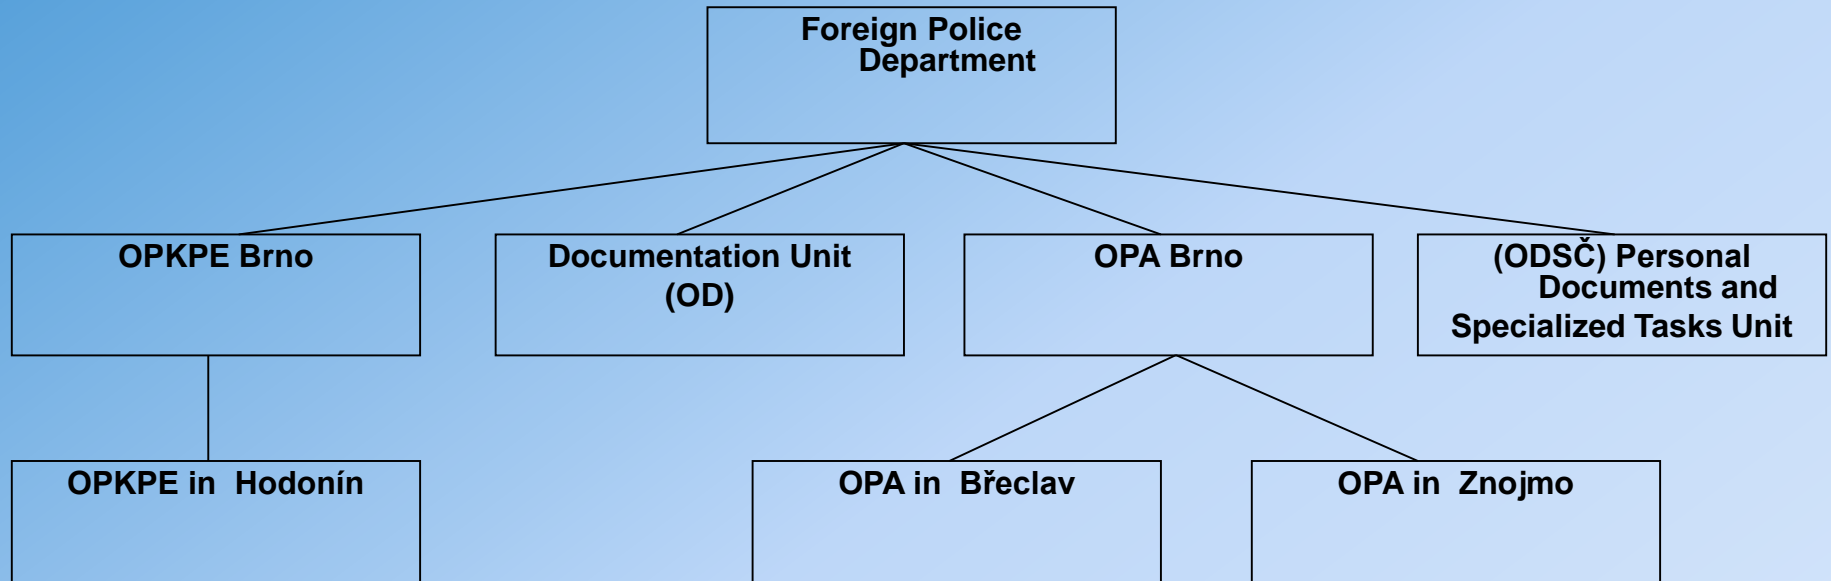 Foreign Police
Department
OPKPE Brno
Documentation Unit
(OD)
OPA Brno
(ODSČ) Personal
Documents and
Specialized Tasks Unit
OPKPE in  Hodonín
OPA in  Břeclav
OPA in  Znojmo